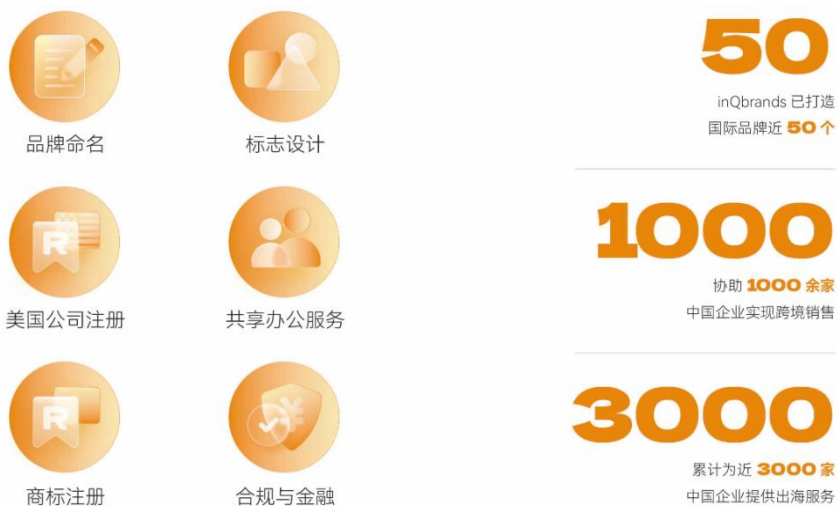 品牌命名
标志设计
美国公司注册
共享办公服务
商标注册
合规与金融
50
inQbrands 已打造
国际品牌近 50 个
1000
协助 1000 余家
中国企业实现跨境销售
3000
累计为近 3000 家
中国企业提供出海服务
R
R
¥